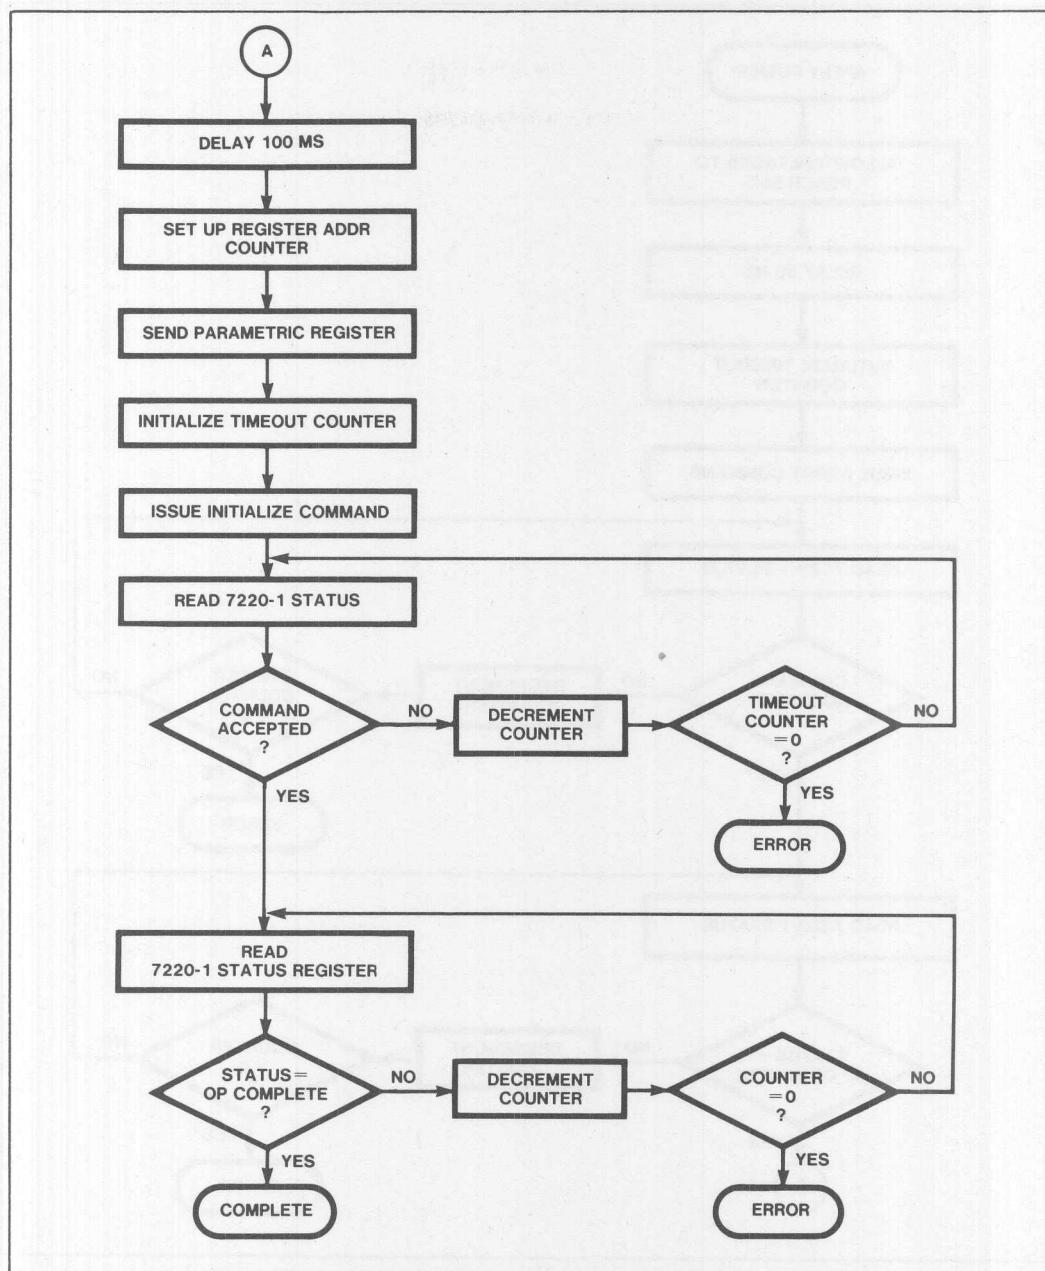 A
DELAY 100 MS
SET UP REGISTER ADDR
COUNTER
SEND PARAMETRIC REGISTER
INITIALIZE TIMEOUT COUNTER
ISSUE INITIALIZE COMMAND
READ 7220-1 STATUS
COMMAND
ACCEPTED
?
NO
DECREMENT
COUNTER
TIMEOUT
COUNTER
=0
?
NO
YES
YES
ERROR
READ
7220-1 STATUS REGISTER
STATUS=
OP COMPLETE
?
NO
DECREMENT
COUNTER
COUNTER
=0
?
NO
YES
YES
COMPLETE
ERROR